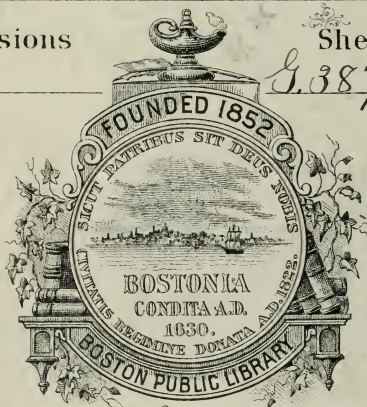 sions
She
G.387
FOUNDED 1852
SICUT PATRIBUS SIT DEUS NOBIS
CIVITATIS REGIMINE DONATA A.D. 1822.
BOSTONIA
CONDITA A.D.
1630.
BOSTON PUBLIC LIBRARY